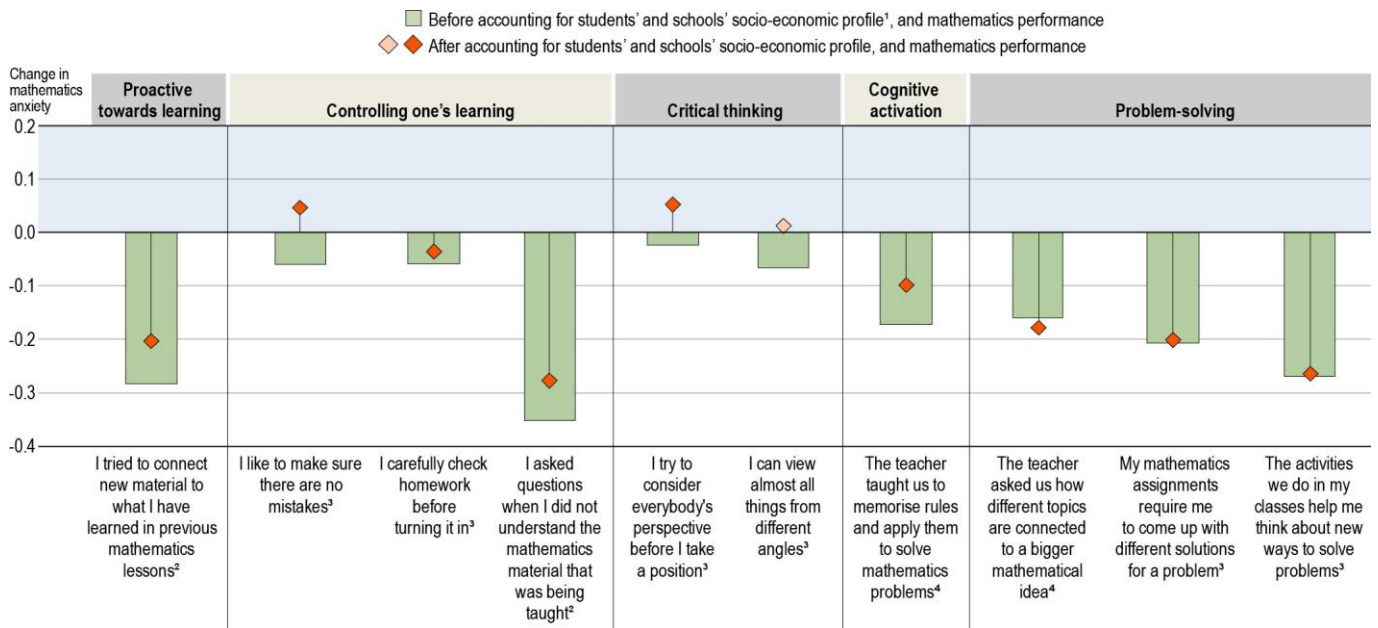 Before accounting for students’ and schools’ socio-economic profile¹, and mathematics performance
After accounting for students’ and schools’ socio-economic profile, and mathematics performance
Change in
mathematics
anxiety
Proactive
towards learning
Controlling one’s learning
Critical thinking
Cognitive
activation
Problem-solving
0.2
0.1
0.0
-0.1
-0.2
-0.3
-0.4
I tried to connect
new material to
what I have
learned in previous
mathematics
lessons²
I like to make sure
there are no
mistakes³
I carefully check
homework
before
turning it in³
I asked
questions
when I did not
understand the
mathematics
material that
was being
taught²
I try to
consider
everybody's
perspective
before I take
a position³
I can view
almost all
things from
different
angles³
The teacher
taught us to
memorise rules
and apply them
to solve
mathematics
problems⁴
The teacher
asked us how
different topics
are connected
to a bigger
mathematical
idea⁴
My mathematics
assignments
require me
to come up with
different solutions
for a problem³
The activities
we do in my
classes help me
think about new
ways to solve
problems³